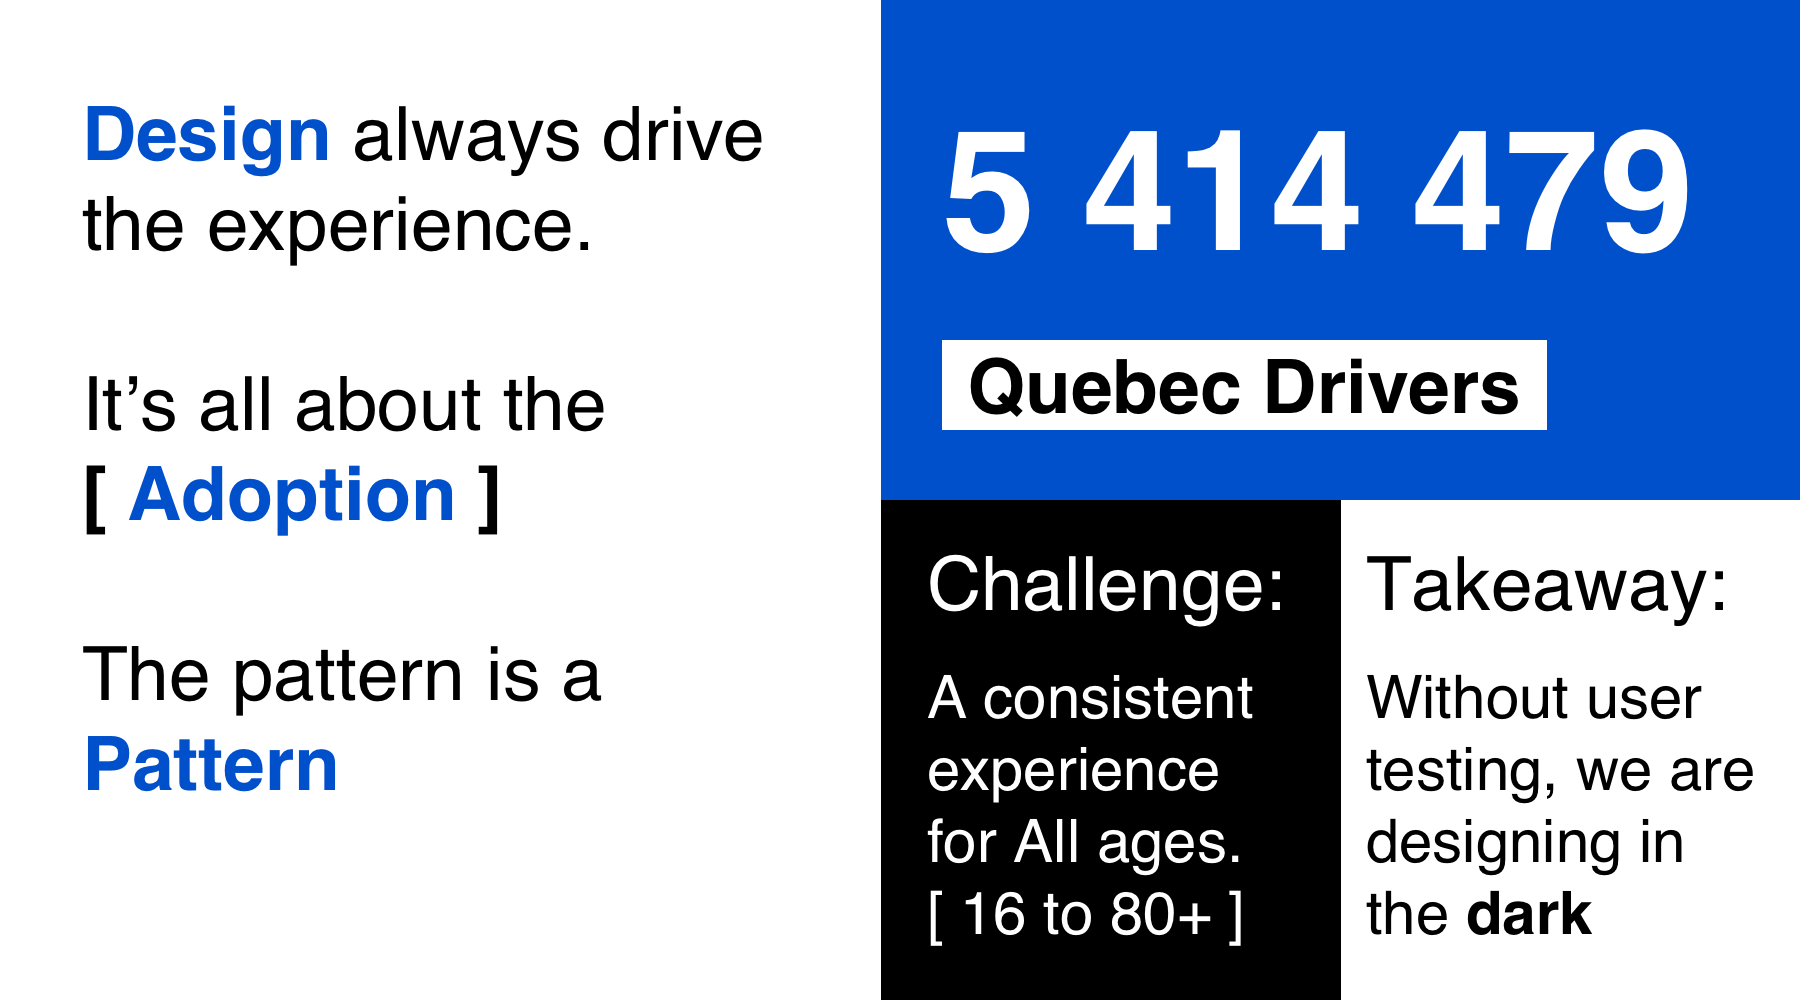 Design always drive
the experience.
It’s all about the
[ Adoption ]
The pattern is a
Pattern
5 414 479
Quebec Drivers
Challenge:
A consistent
experience
for All ages.
[ 16 to 80+ ]
Takeaway:
Without user
testing, we are
designing in
the dark